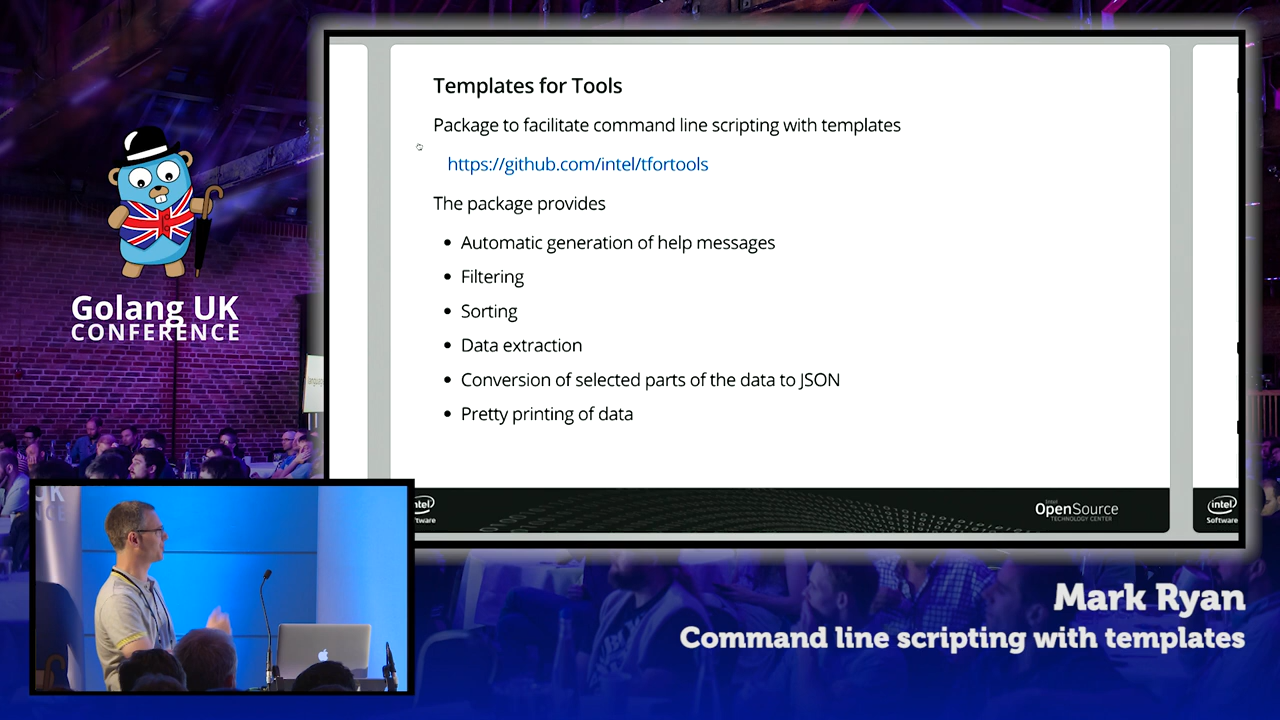 Templates for Tools
Package to facilitate command line scripting with templates
https://github.com/intel/tfortools
The package provides
• Automatic generation of help messages
• Filtering
• Sorting
• Data extraction
• Conversion of selected parts of the data to JSON
• Pretty printing of data
intel
Software
Intel
OpenSource
TECHNOLOGY CENTER
Golang UK
CONFERENCE
Mark Ryan
Command line scripting with templates